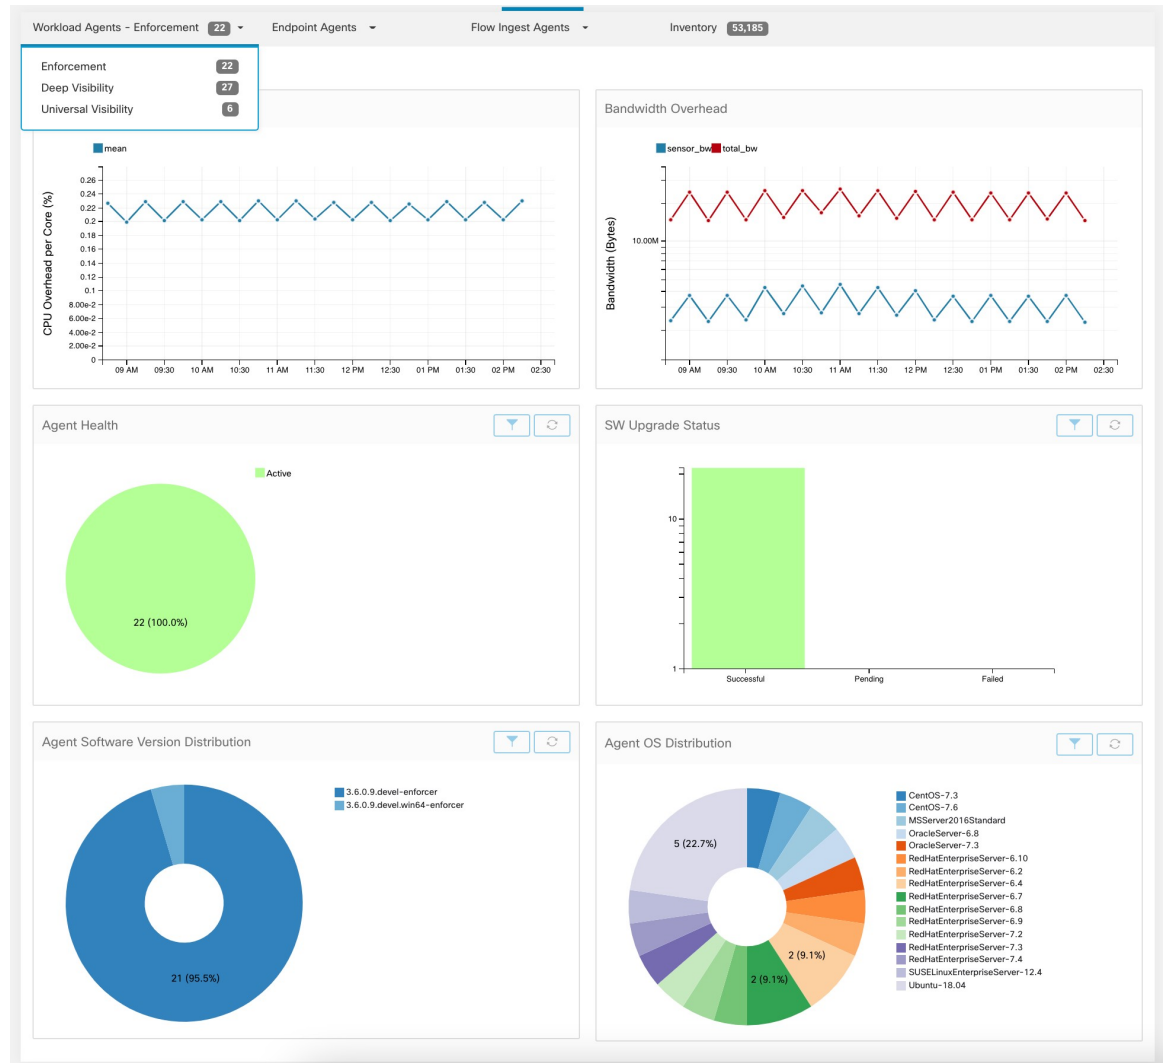 Workload Agents - Enforcement 22 Endpoint Agents Flow Ingest Agents Inventory 53,185
Enforcement 22
Deep Visibility 27
Universal Visibility 6
Bandwidth Overhead
mean
CPU Overhead per Core (%)
0.26
0.24
0.22
0.2
0.18
0.16
0.14
0.12
0.1
8.00e-2
6.00e-2
4.00e-2
2.00e-2
0
09 AM 09:30 10 AM 10:30 11 AM 11:30 12 PM 12:30 01 PM 01:30 02 PM 02:30
sensor_bw total_bw
Bandwidth (Bytes)
10.00M
09 AM 09:30 10 AM 10:30 11 AM 11:30 12 PM 12:30 01 PM 01:30 02 PM 02:30
Agent Health
Active
22 (100.0%)
SW Upgrade Status
10
1
Successful Pending Failed
Agent Software Version Distribution
3.6.0.9.devel-enforcer
3.6.0.9.devel.win64-enforcer
21 (95.5%)
Agent OS Distribution
5 (22.7%)
2 (9.1%)
2 (9.1%)
CentOS-7.3
CentOS-7.6
MSServer2016Standard
OracleServer-6.8
OracleServer-7.3
RedHatEnterpriseServer-6.10
RedHatEnterpriseServer-6.2
RedHatEnterpriseServer-6.4
RedHatEnterpriseServer-6.7
RedHatEnterpriseServer-6.8
RedHatEnterpriseServer-6.9
RedHatEnterpriseServer-7.2
RedHatEnterpriseServer-7.3
RedHatEnterpriseServer-7.4
SUSELinuxEnterpriseServer-12.4
Ubuntu-18.04